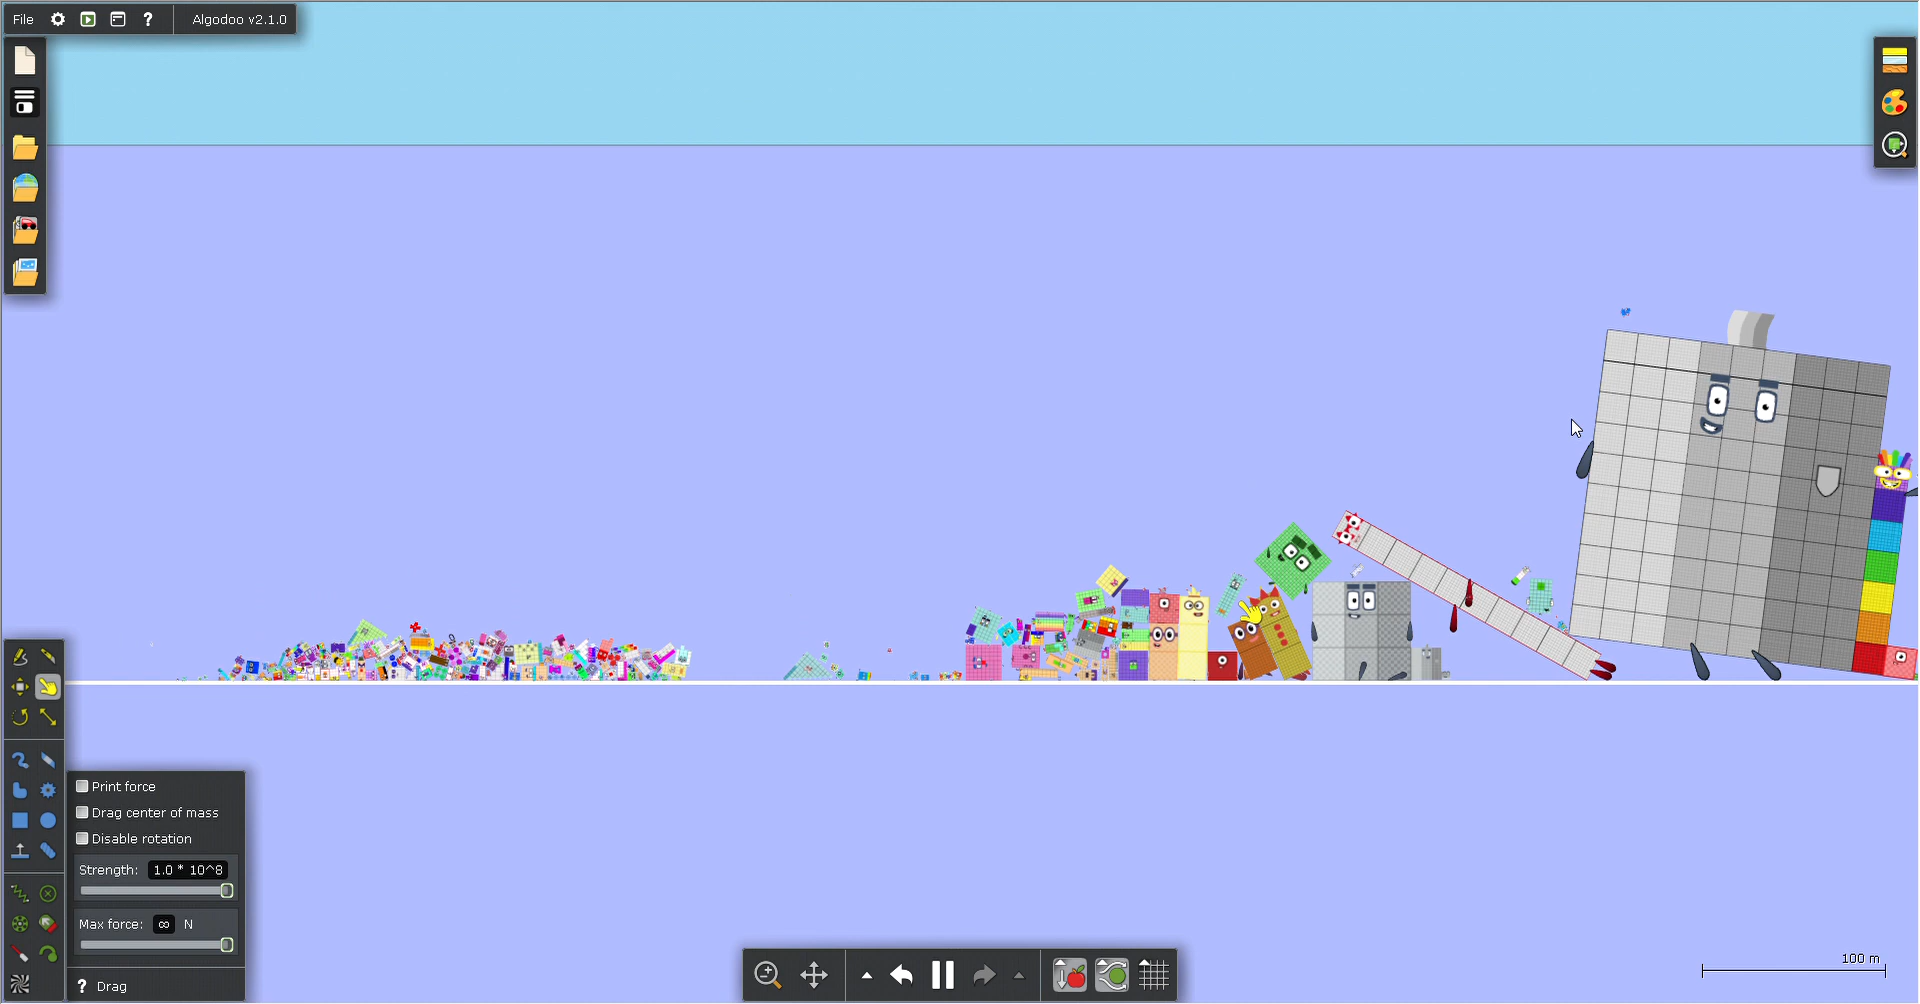 File
?
Algodoo v2.1.0
Print force
Drag center of mass
Disable rotation
Strength: 1.0 * 10^8
Max force: ∞ N
? Drag
100 m